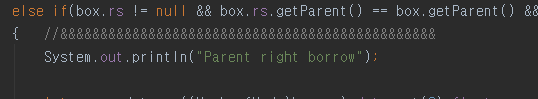 else if(box.rs != null && box.rs.getParent() == box.getParent() &&
{ //&&&&&&&&&&&&&&&&&&&&&&&&&&&&&&&&&&&&&&&&&&&&&&&
System.out.println("Parent right borrow");